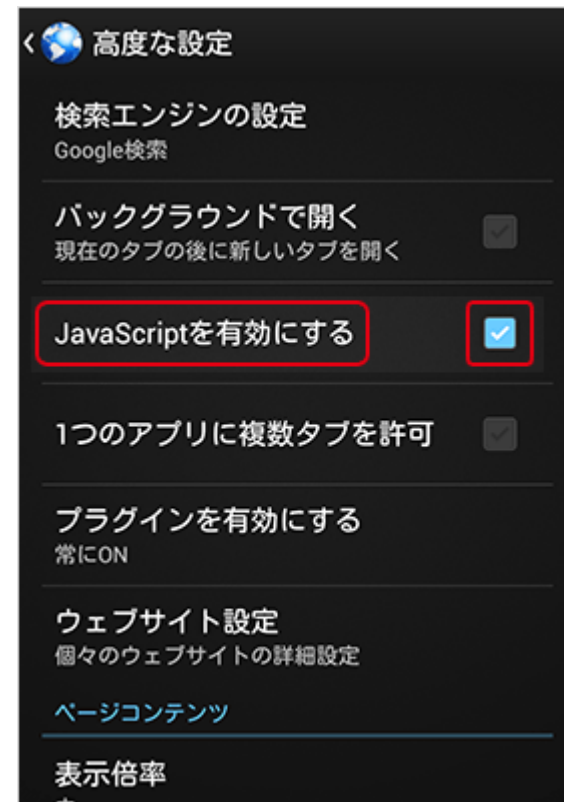 高度な設定
検索エンジンの設定
Google検索
バックグラウンドで開く
現在のタブの後に新しいタブを開く
JavaScriptを有効にする
1つのアプリに複数タブを許可
プラグインを有効にする
常にON
ウェブサイト設定
個々のウェブサイトの詳細設定
ページコンテンツ
表示倍率